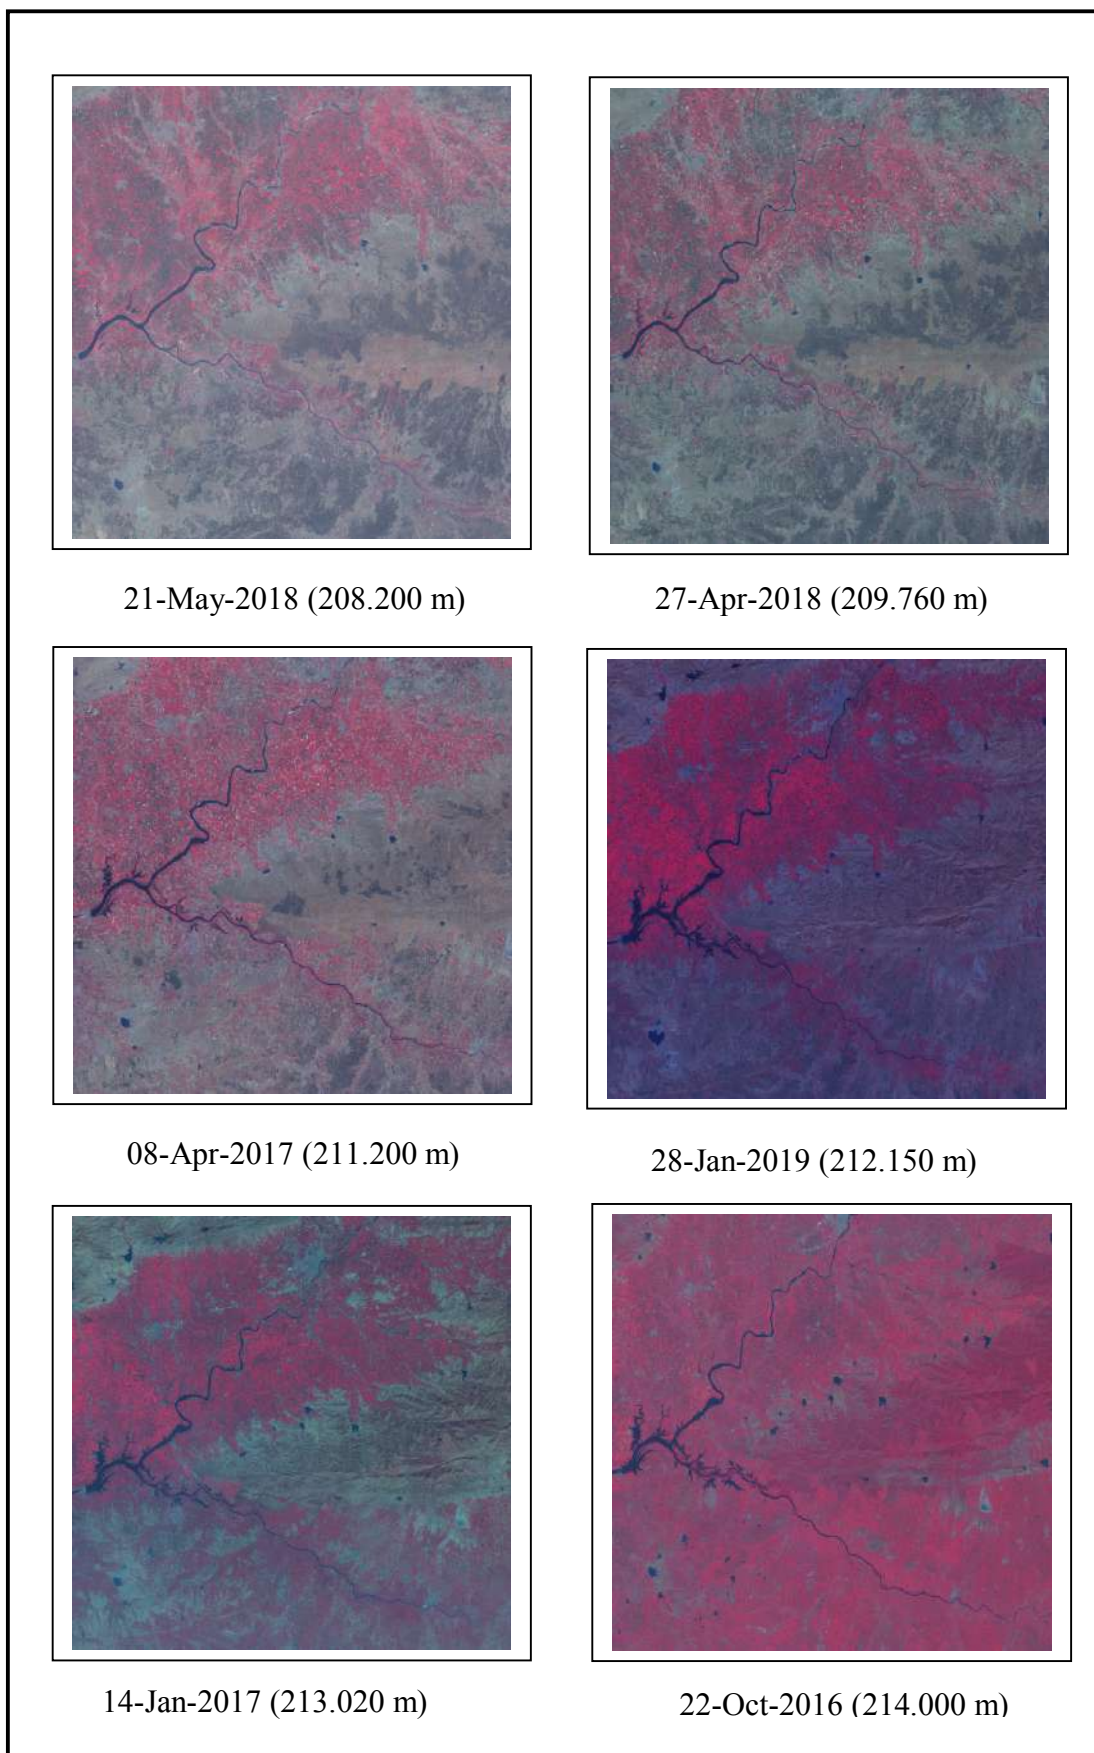 21-May-2018 (208.200 m)
27-Apr-2018 (209.760 m)
08-Apr-2017 (211.200 m)
28-Jan-2019 (212.150 m)
14-Jan-2017 (213.020 m)
22-Oct-2016 (214.000 m)